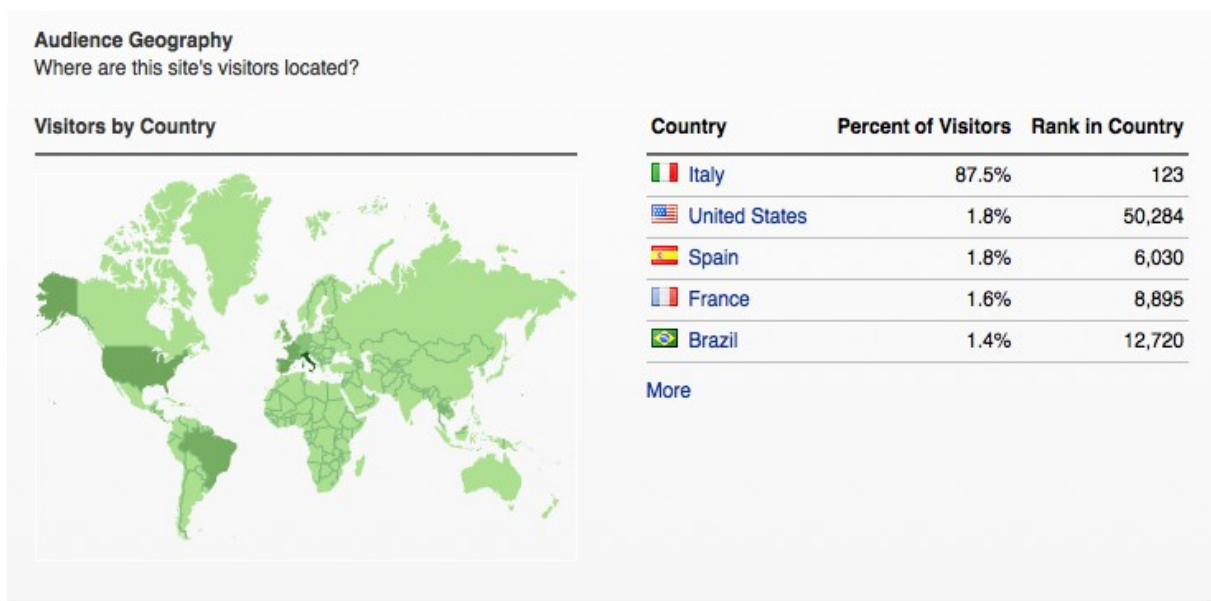 Audience Geography
Where are this site's visitors located?
Visitors by Country
Country Percent of Visitors Rank in Country
Italy 87.5% 123
United States 1.8% 50,284
Spain 1.8% 6,030
France 1.6% 8,895
Brazil 1.4% 12,720
More